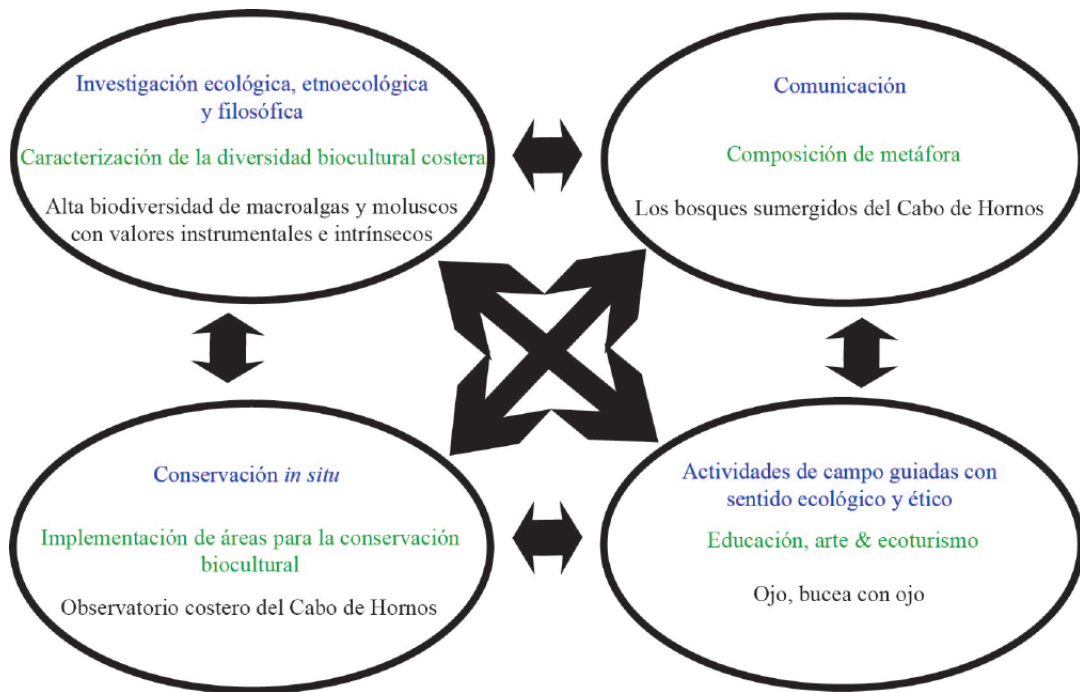 Investigación ecológica, etnoecológica
y filosófica
Caracterización de la diversidad biocultural costera
Alta biodiversidad de macroalgas y moluscos
con valores instrumentales e intrínsecos
Comunicación
Composición de metáfora
Los bosques sumergidos del Cabo de Hornos
Conservación in situ
Implementación de áreas para la conservación
biocultural
Observatorio costero del Cabo de Hornos
Actividades de campo guiadas con
sentido ecológico y ético
Educación, arte & ecoturismo
Ojo, bucea con ojo